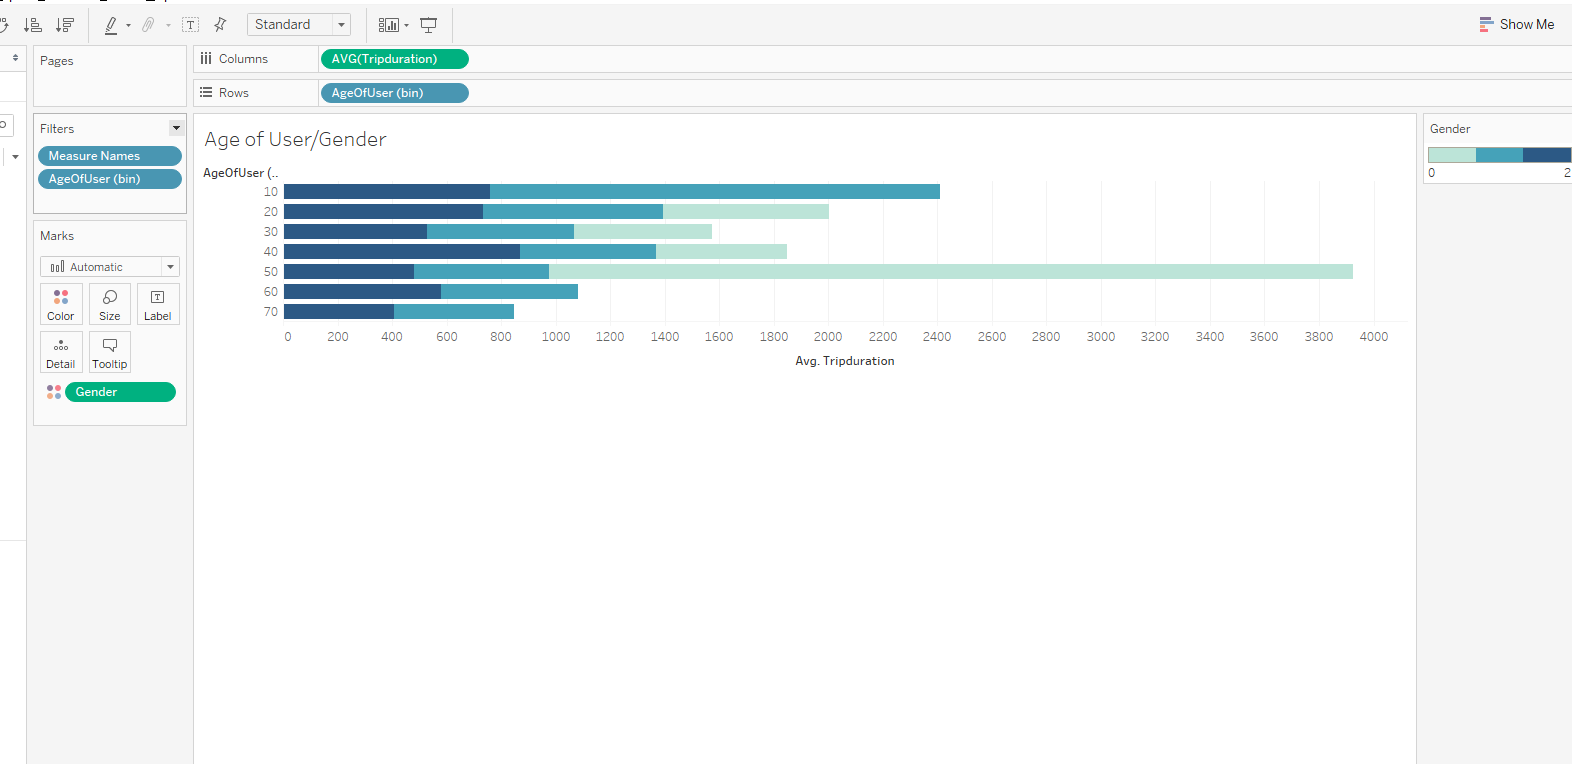 Standard
Show Me
Pages
Columns
AVG(Tripduration)
Rows
AgeOfUser (bin)
Filters
Measure Names
AgeOfUser (bin)
Marks
Automatic
Color
Size
T
Label
Detail
Tooltip
Gender
Age of User/Gender
AgeOfUser (..
10
20
30
40
50
60
70
0 200 400 600 800 1000 1200 1400 1600 1800 2000 2200 2400 2600 2800 3000 3200 3400 3600 3800 4000
Avg. Tripduration
Gender
0 2